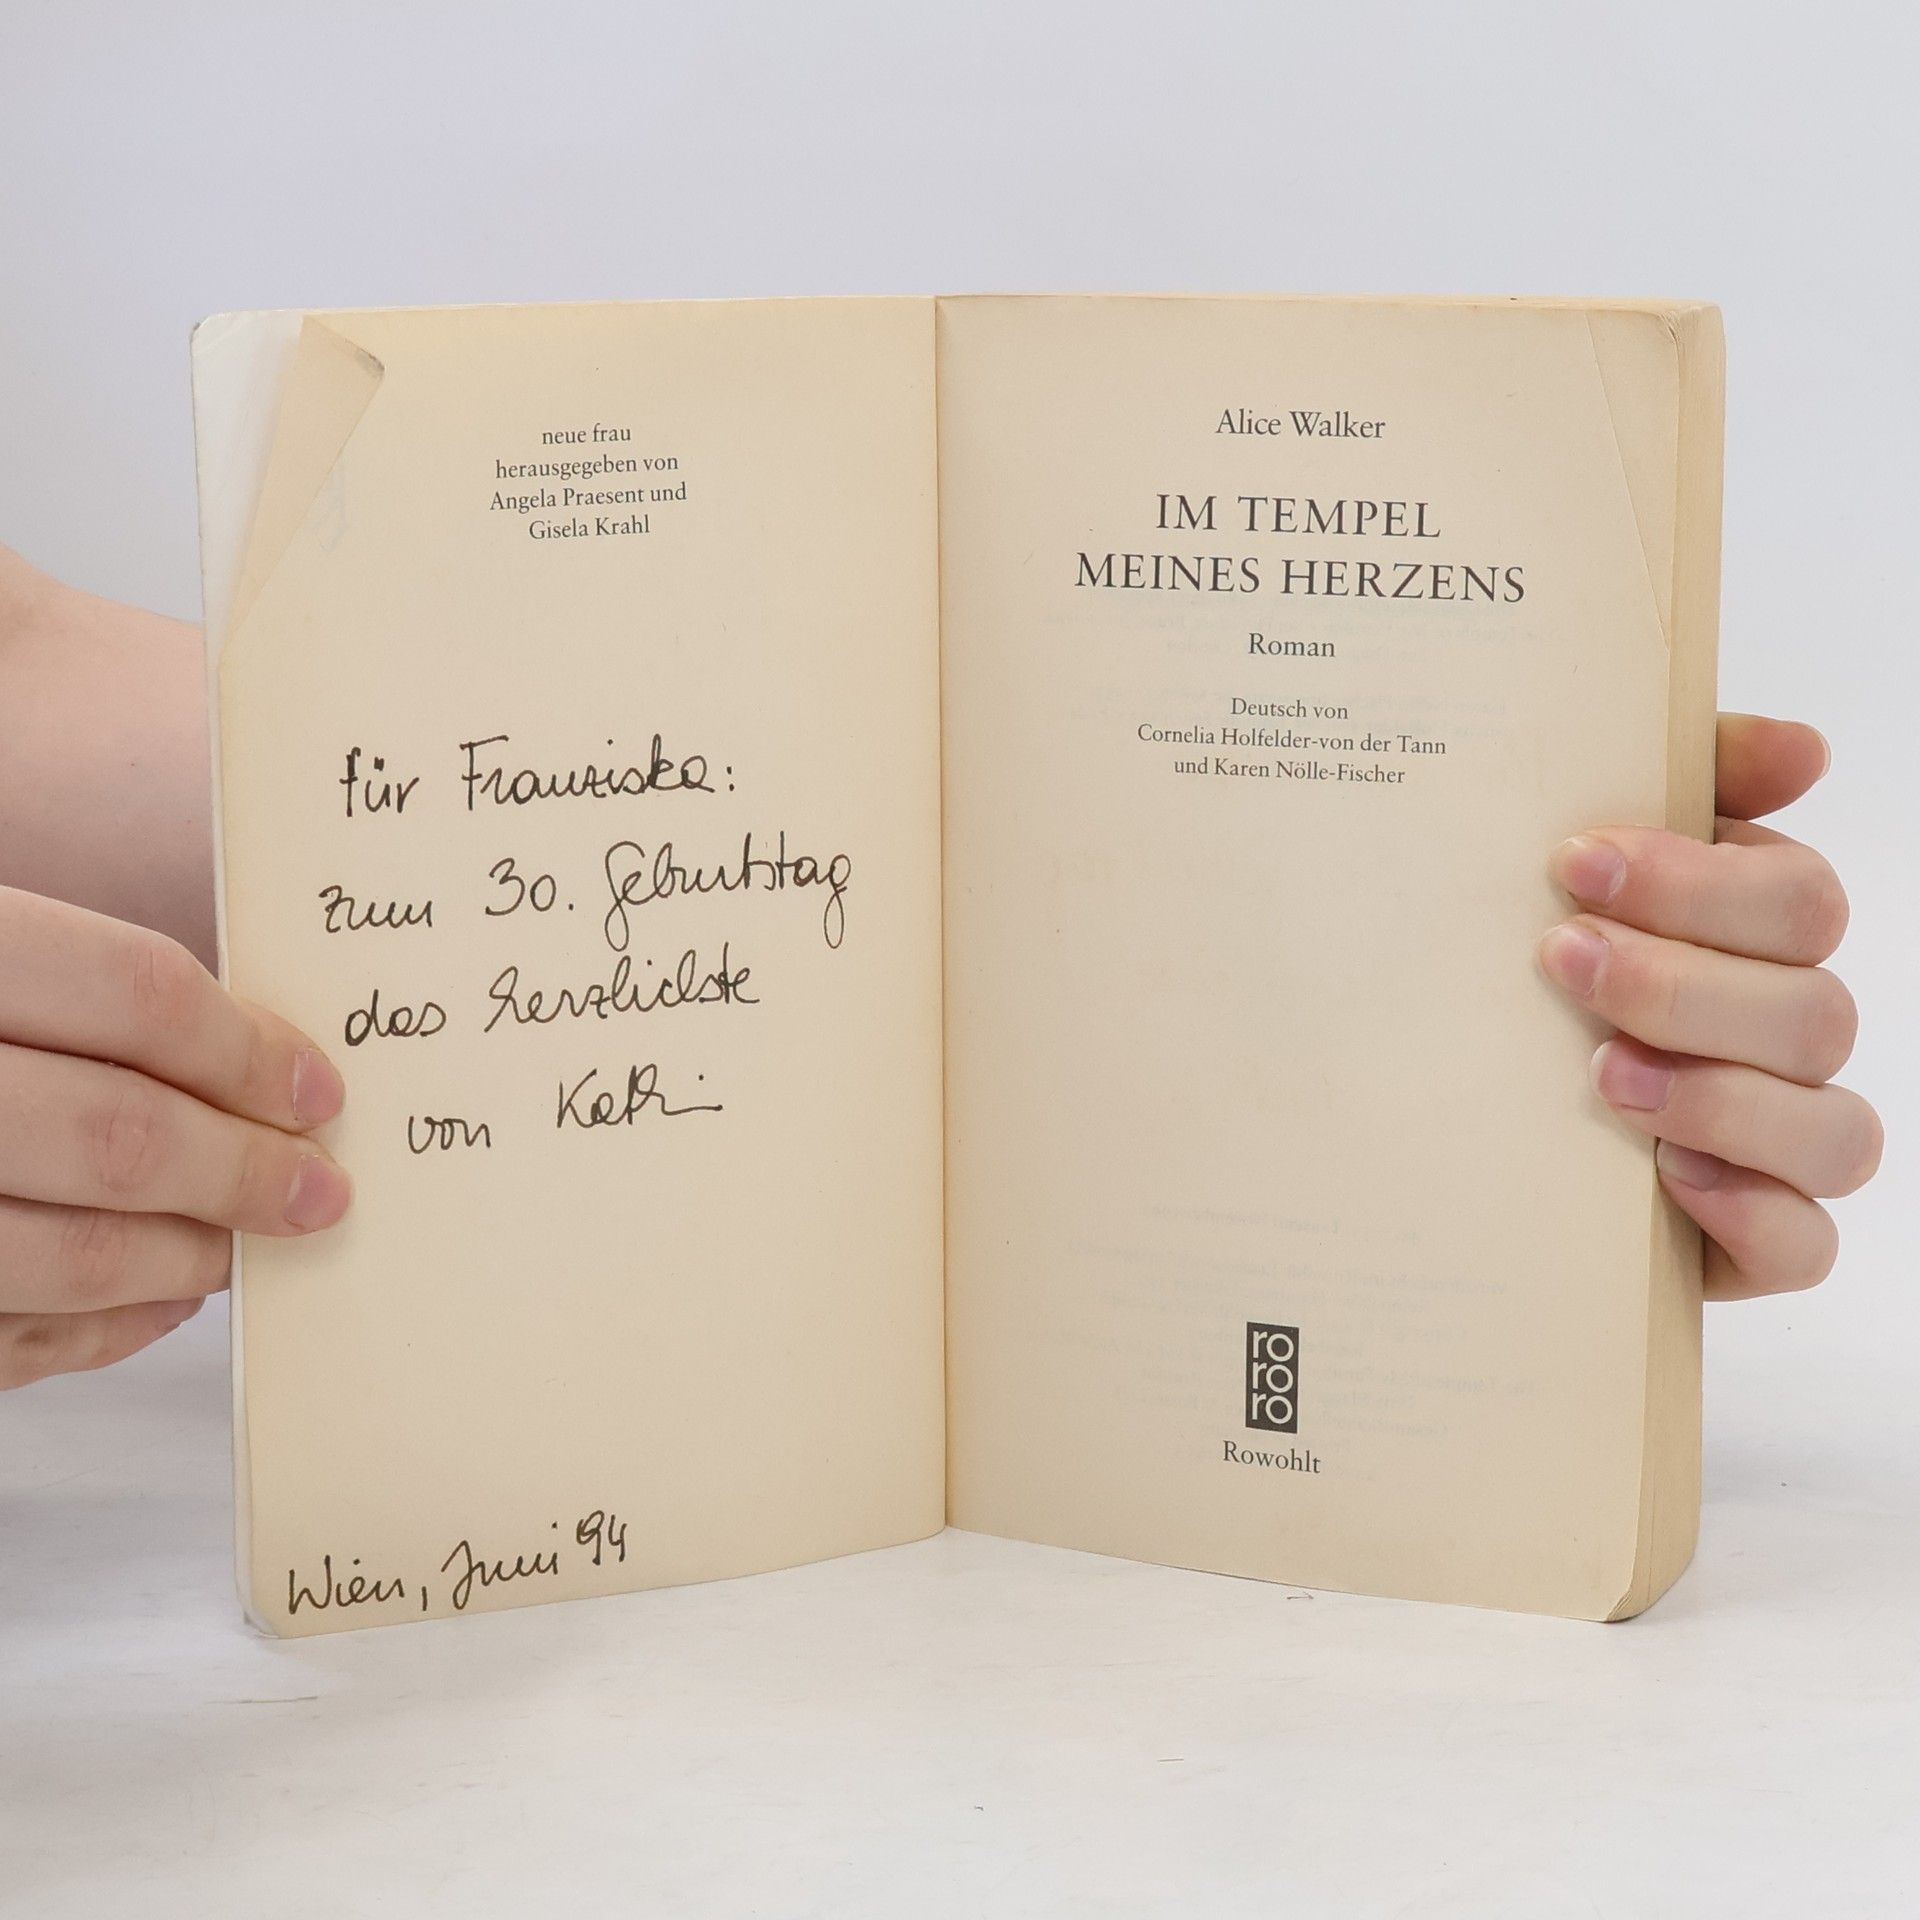 neue frau
herausgegeben von
Angela Praesent und
Gisela Krahl
für Franziska:
zum 30. Geburtstag
das herzlichste
von Kathi
Wien, Juni 94
Alice Walker
IM TEMPEL
MEINES HERZENS
Roman
Deutsch von
Cornelia Holfelder-von der Tann
und Karen Nölle-Fischer
ro
ro
ro
Rowohlt